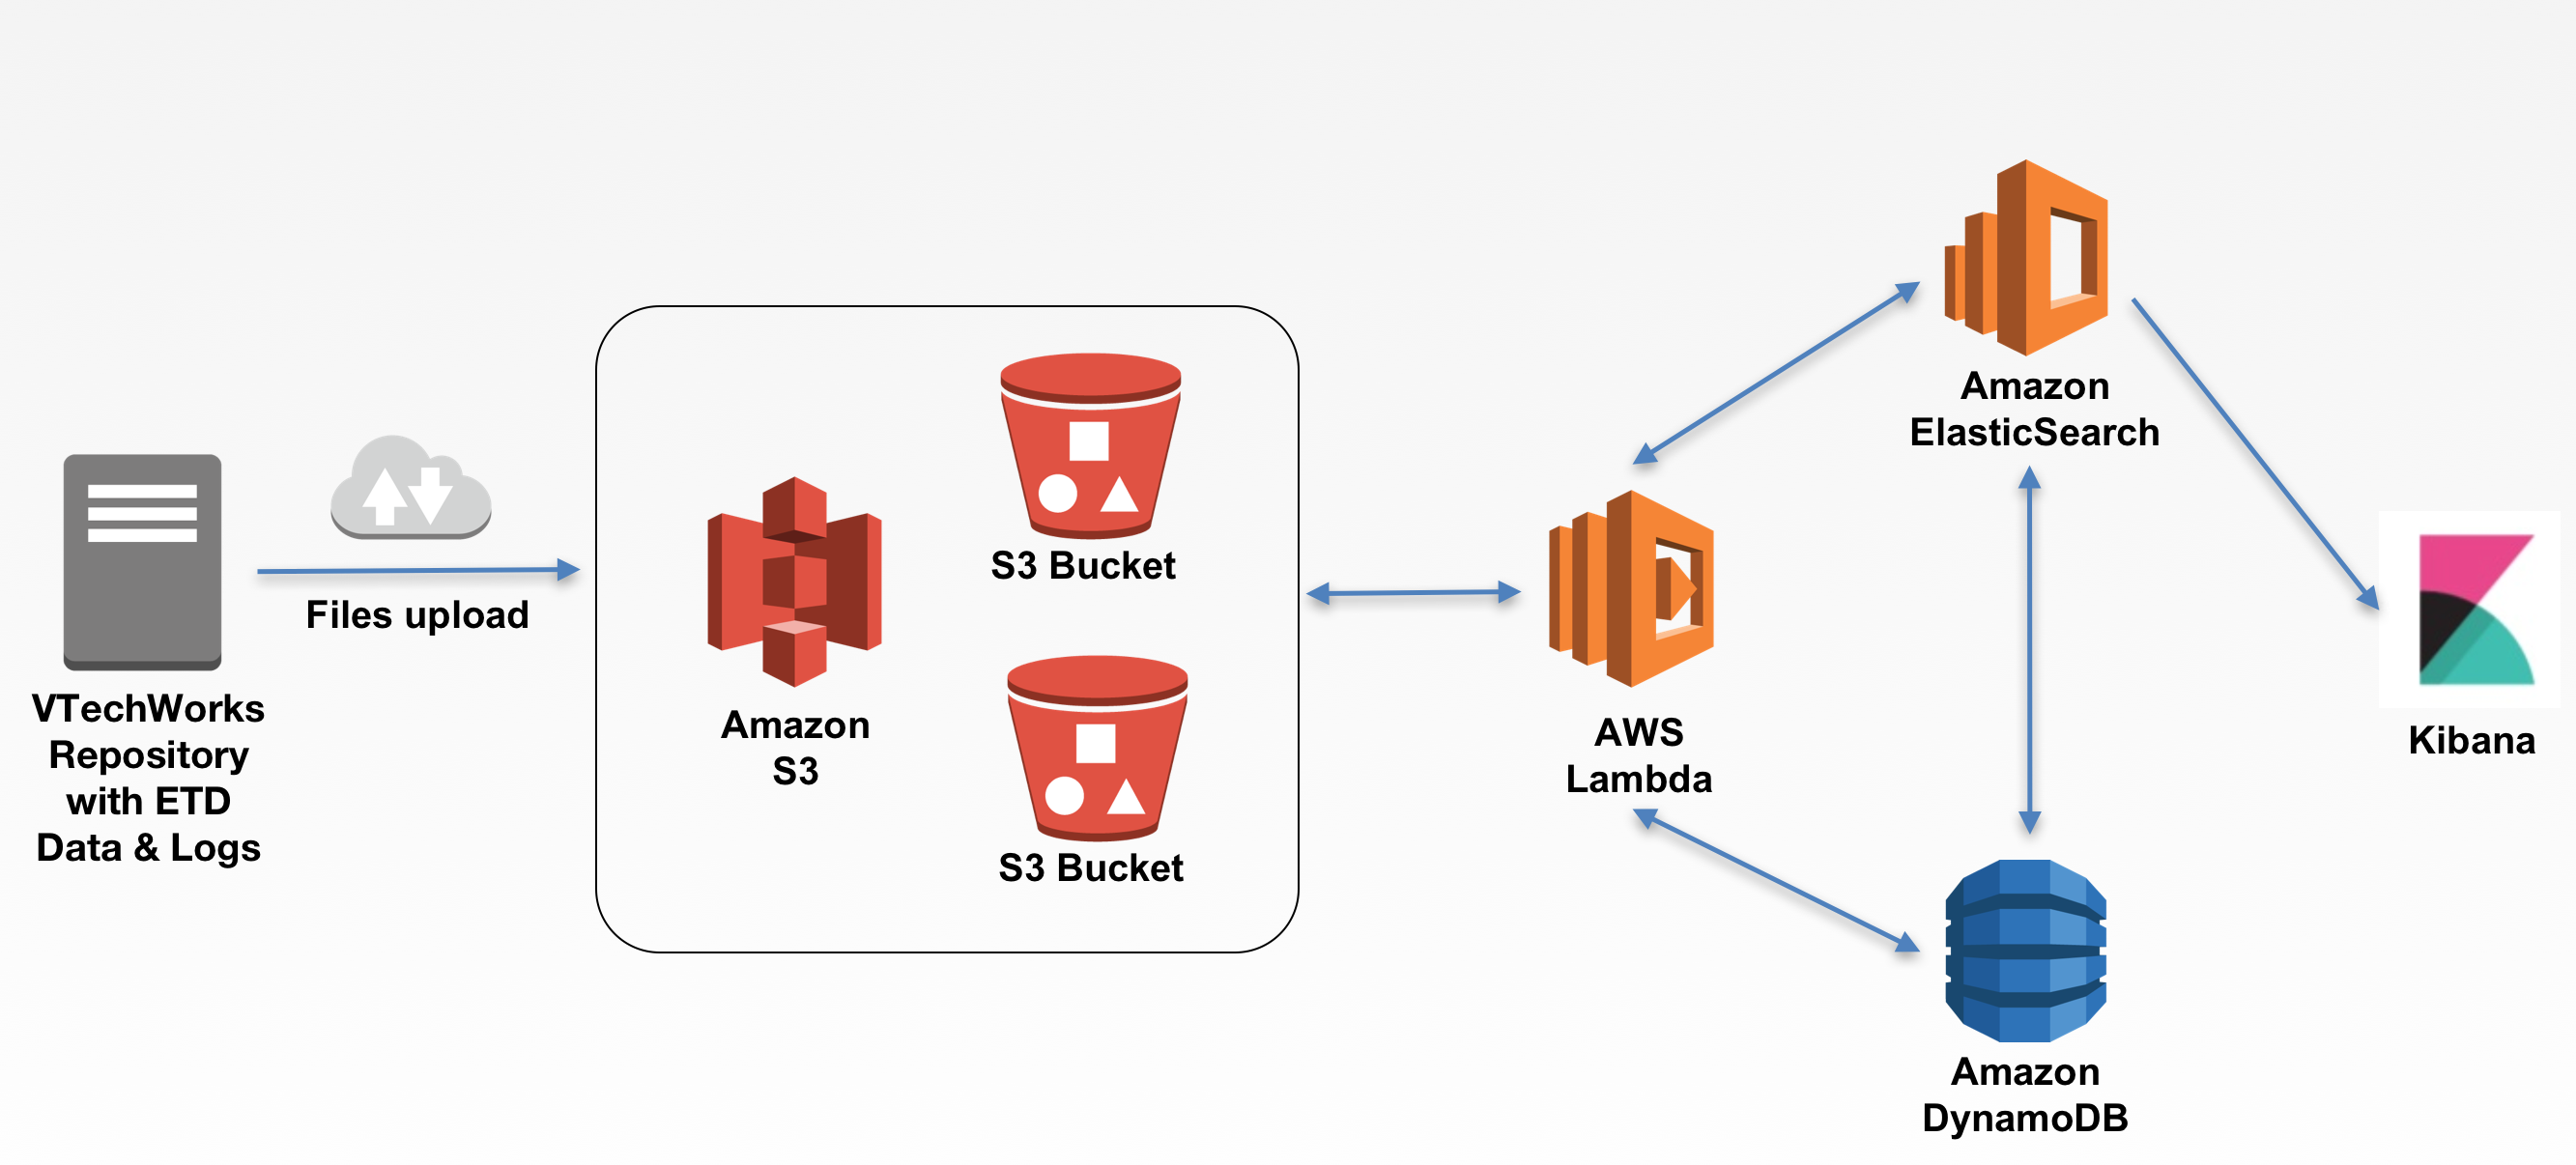 VTechWorks
Repository
with ETD
Data & Logs
Files upload
Amazon
S3
S3 Bucket
S3 Bucket
AWS
Lambda
Amazon
ElasticSearch
Amazon
DynamoDB
Kibana